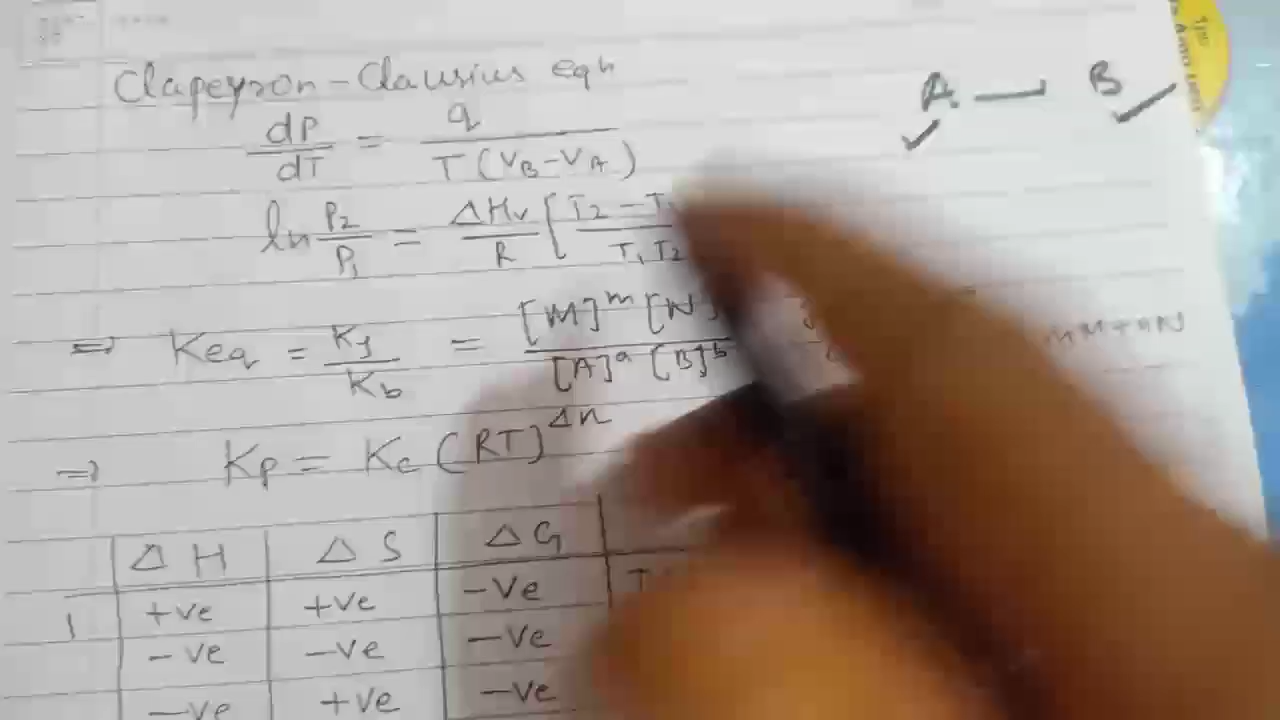 Clapeyron-Clausius eqn
A — B
dP/dT = q/T(VB-VA)
ln P2/P1 = ΔHv/R [T2-T1/T1T2
=> Keq = Kf/Kb = [M]^m [N]/[A]^a [B]^b
=> Kp = Kc (RT)^Δn
ΔH ΔS ΔG
1 +ve +ve -Ve
-ve -ve -Ve
-ve +ve -Ve